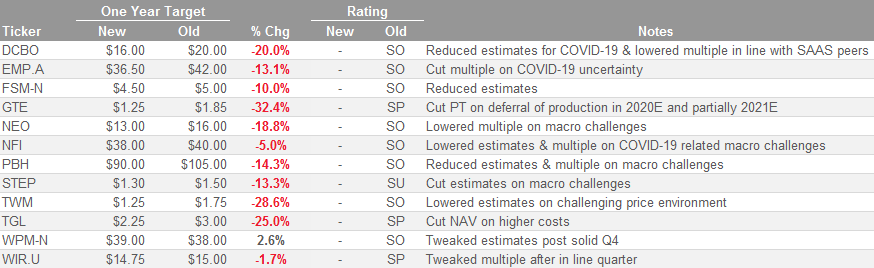 One Year Target Rating
Ticker New Old % Chg New Old Notes
DCBO $16.00 $20.00 -20.0% - SO Reduced estimates for COVID-19 & lowered multiple in line with SAAS peers
EMP.A $36.50 $42.00 -13.1% - SO Cut multiple on COVID-19 uncertainty
FSM-N $4.50 $5.00 -10.0% - SO Reduced estimates
GTE $1.25 $1.85 -32.4% - SP Cut PT on deferral of production in 2020E and partially 2021E
NEO $13.00 $16.00 -18.8% - SO Lowered multiple on macro challenges
NFI $38.00 $40.00 -5.0% - SO Lowered estimates & multiple on COVID-19 related macro challenges
PBH $90.00 $105.00 -14.3% - SO Reduced estimates & multiple on macro challenges
STEP $1.30 $1.50 -13.3% - SU Cut estimates on macro challenges
TWM $1.25 $1.75 -28.6% - SO Lowered estimates on challenging price environment
TGL $2.25 $3.00 -25.0% - SP Cut NAV on higher costs
WPM-N $39.00 $38.00 2.6% - SO Tweaked estimates post solid Q4
WIR.U $14.75 $15.00 -1.7% - SP Tweaked multiple after in line quarter